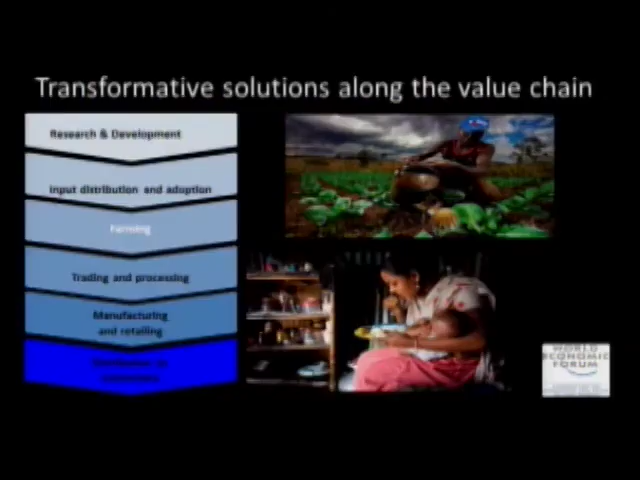 Transformative solutions along the value chain
Research & Development
Input distribution and adoption
Farming
Trading and processing
Manufacturing
and retailing
WORLD
ECONOMIC
FORUM